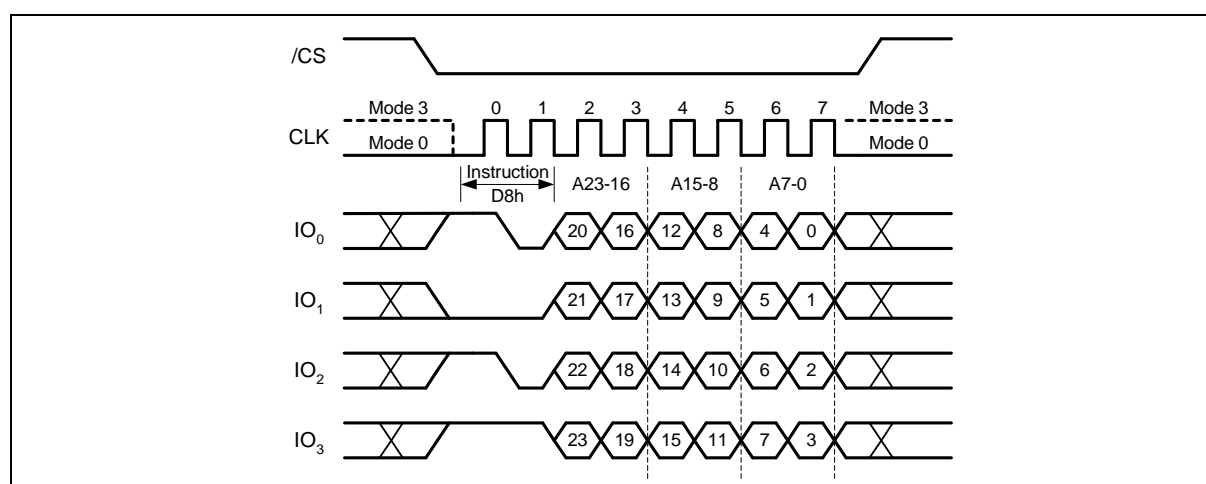 /CS
Mode 3 0 1 2 3 4 5 6 7 Mode 3
CLK
Mode 0 Mode 0
Instruction
D8h A23-16 A15-8 A7-0
IO0 20 16 12 8 4 0
IO1 21 17 13 9 5 1
IO2 22 18 14 10 6 2
IO3 23 19 15 11 7 3